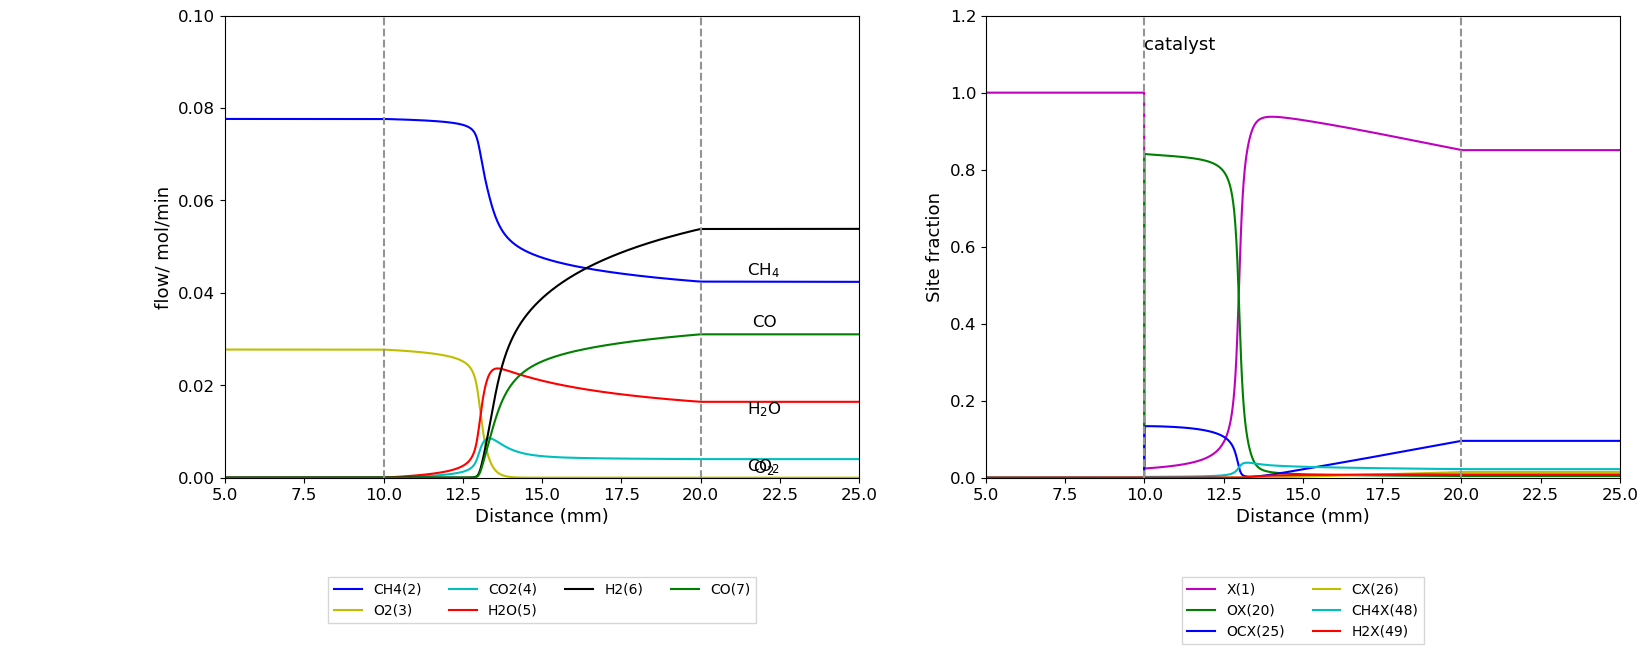 0.10
0.08
0.06
0.04
0.02
0.00
flow/ mol/min
CH₄
CO
H₂O
CO₂
O₂
5.0 7.5 10.0 12.5 15.0 17.5 20.0 22.5 25.0
Distance (mm)
CH4(2) CO2(4) H2(6) CO(7)
O2(3) H2O(5)
1.2
1.0
0.8
0.6
0.4
0.2
0.0
Site fraction
catalyst
5.0 7.5 10.0 12.5 15.0 17.5 20.0 22.5 25.0
Distance (mm)
X(1) CX(26)
OX(20) CH4X(48)
OCX(25) H2X(49)